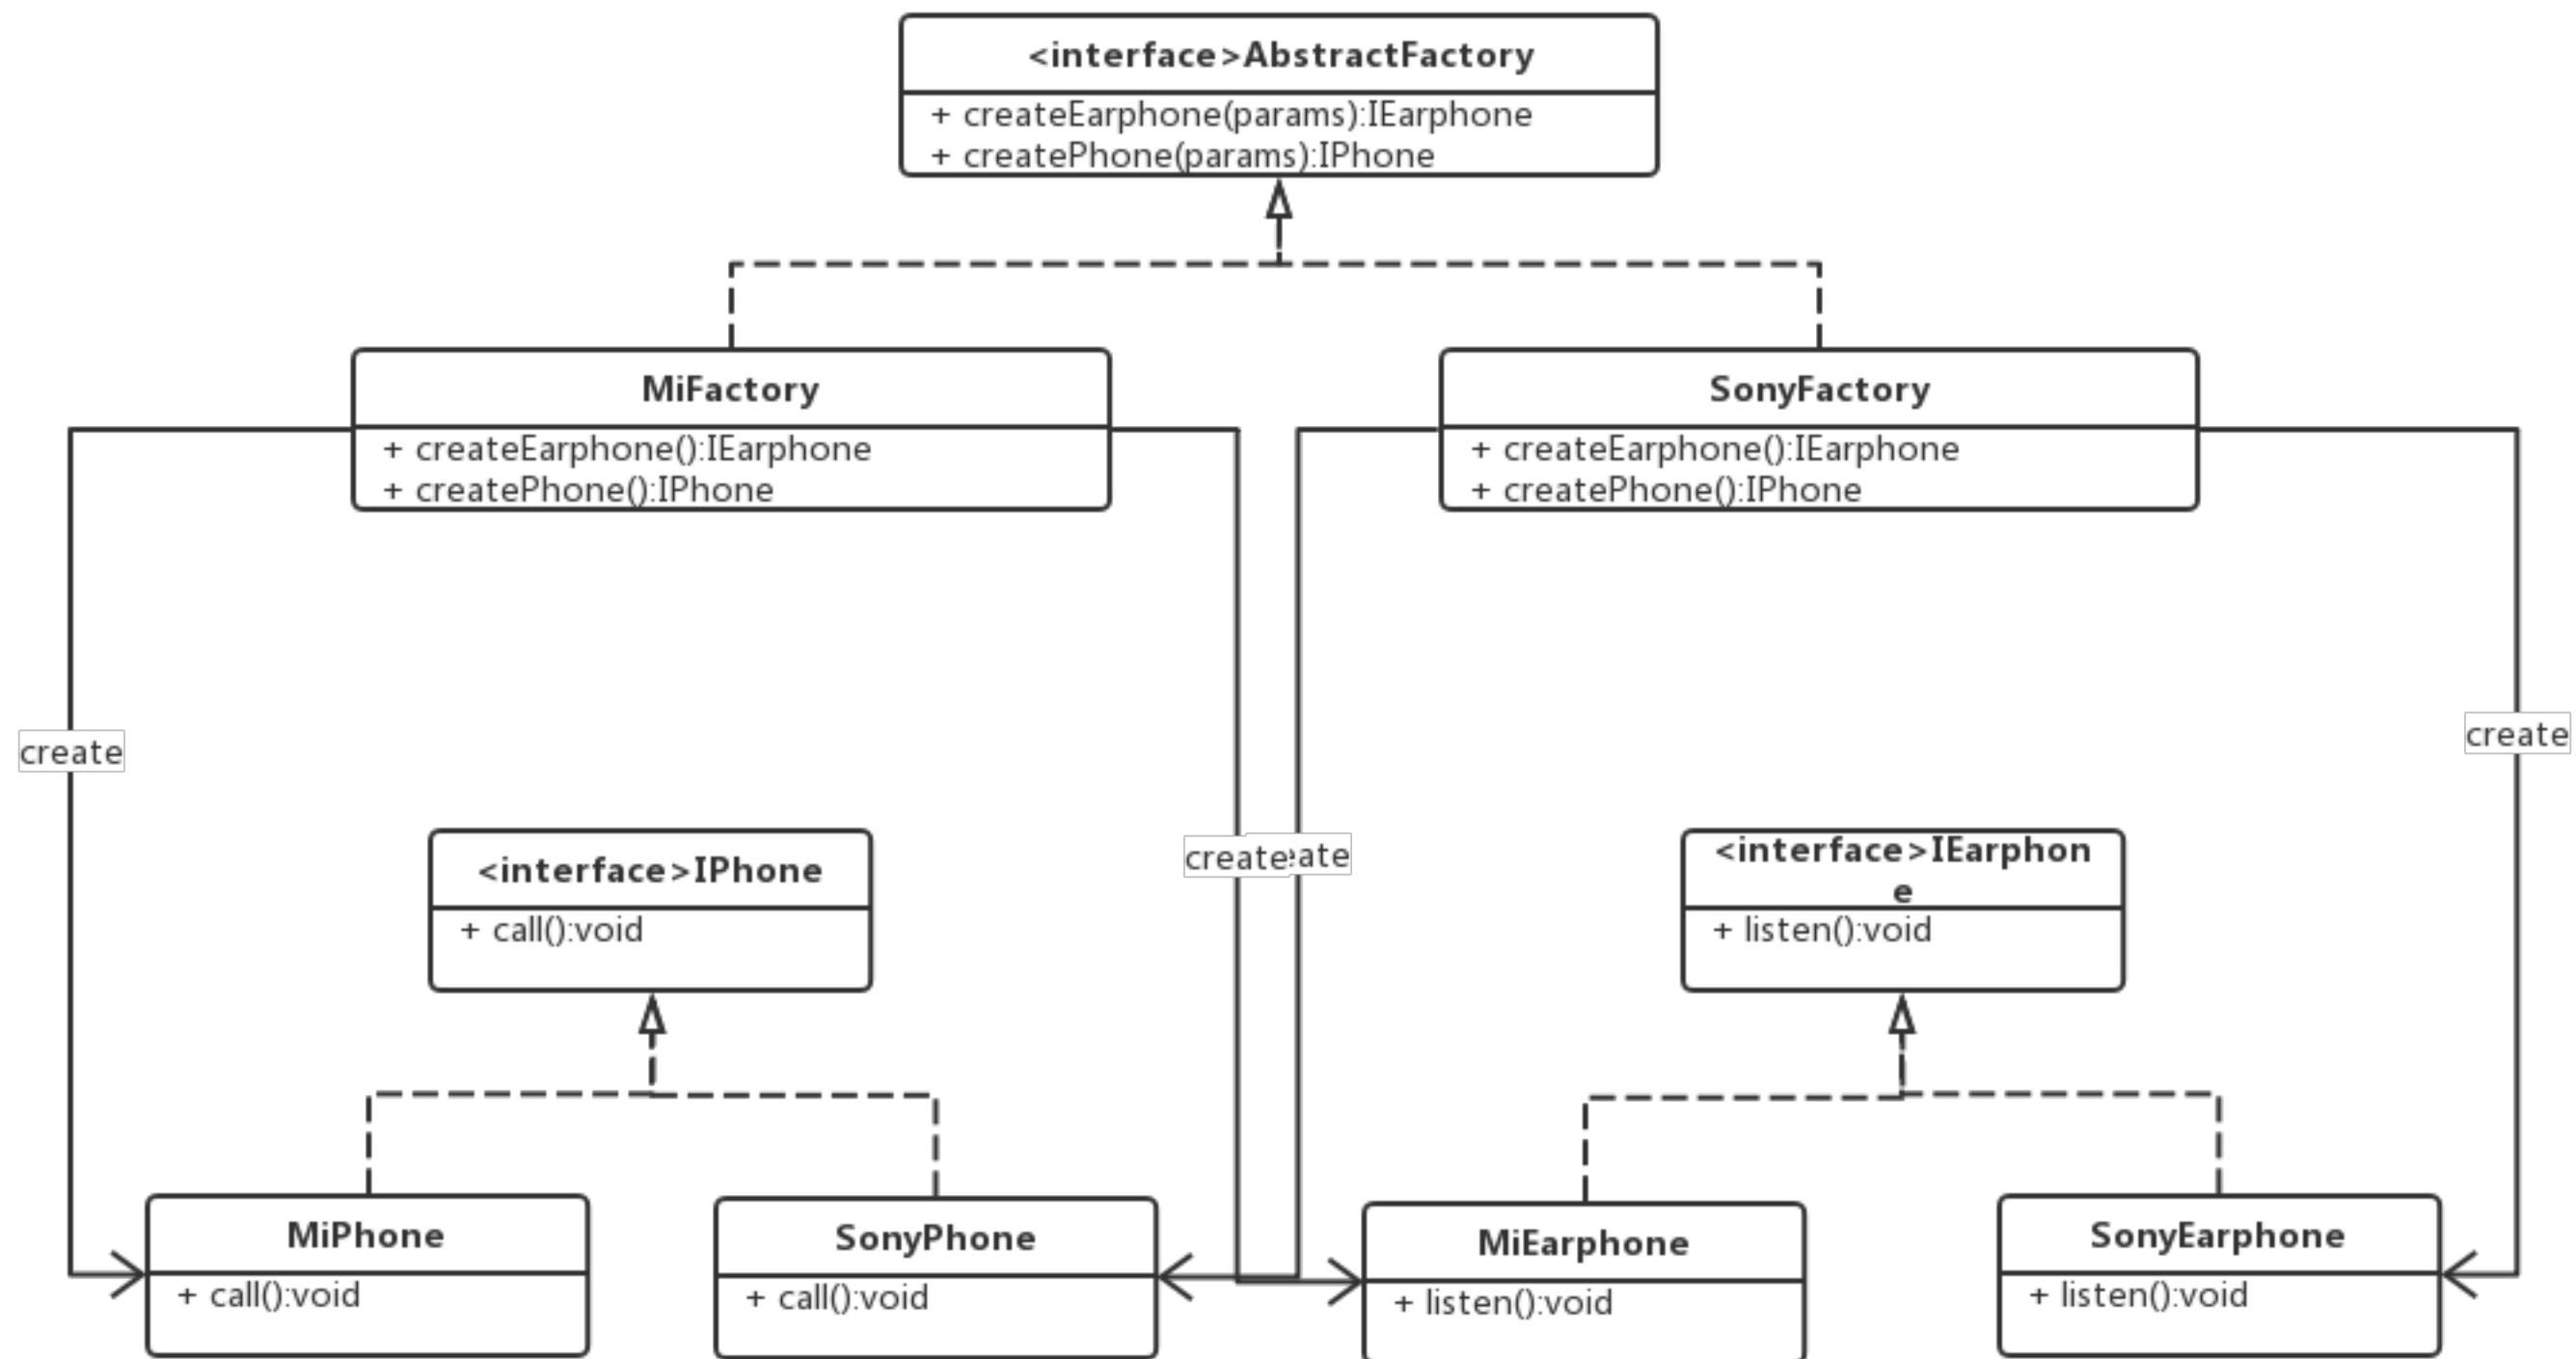 <interface>AbstractFactory
+ createEarphone(params):IEarphone
+ createPhone(params):IPhone
MiFactory
+ createEarphone():IEarphone
+ createPhone():IPhone
SonyFactory
+ createEarphone():IEarphone
+ createPhone():IPhone
create
create
create
<interface>IPhone
+ call():void
<interface>IEarphon
e
+ listen():void
MiPhone
+ call():void
SonyPhone
+ call():void
MiEarphone
+ listen():void
SonyEarphone
+ listen():void